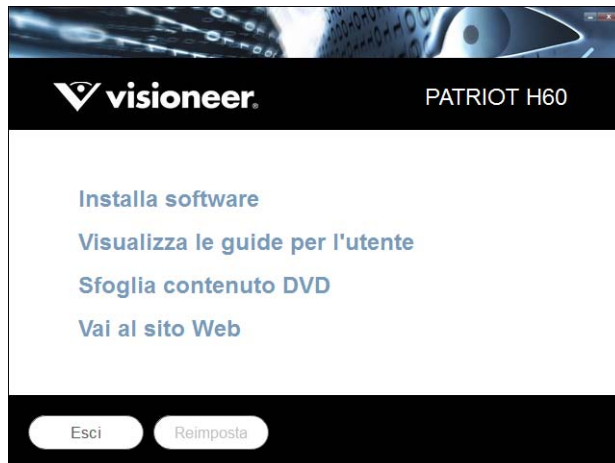 visioneer®
PATRIOT H60
Installa software
Visualizza le guide per l'utente
Sfoglia contenuto DVD
Vai al sito Web
Esci
Reimposta